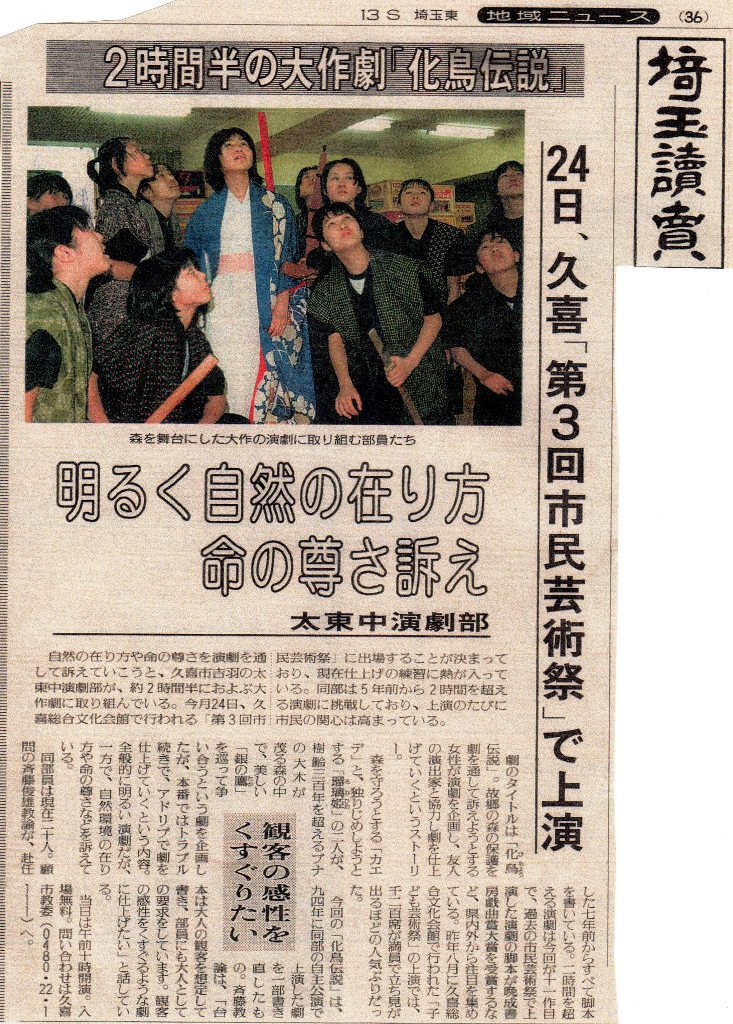 13S 埼玉東 地域ニュース (36)
埼玉讀賣
２時間半の大作劇「化鳥伝説」
24日、久喜「第３回市民芸術祭」で上演
森を舞台にした大作の演劇に取り組む部員たち
明るく自然の在り方
命の尊さ訴え
太東中演劇部
自然の在り方や命の尊さを演劇を通
して訴えていこうと、久喜市吉羽の太
東中演劇部が、約２時間半におよぶ大
作劇に取り組んでいる。今月24日、久
喜総合文化会館で行われる「第３回市
民芸術祭」に出場することが決まって
おり、現在仕上げの練習に熱が入って
いる。同部は５年前から２時間を超え
る演劇に挑戦しており、上演のたびに
市民の関心は高まっている。
劇のタイトルは「化鳥
伝説」。故郷の森の保護を
劇を通して訴えようとする
女性が劇を企画し、友人
の演出家と協力し劇を仕上
げていくというストーリ
ー。
森を守ろうとする「カエ
デ」と、独りじめしようと
する「瑠璃姫」の二人が、
樹齢三百年を超えるブナ
の大木が
茂る森の中
で、美しい
「銀の鷹」
を巡って争
い合うという劇を企画し
たが、本番ではトラブル
続きで、アドリブで劇を
仕上げていくという内容。
全般的に明るい演劇だが、
一方で、自然環境の在り
方や命の尊さなどを訴えて
いる。
同部員は現在二十人。顧
問の斉藤俊雄教諭が、赴任
観客の感性を
くすぐりたい
した七年前からすべて脚本
を書いている。二時間を超
える演劇は今回が十一作目
で、過去の市民芸術祭で上
演した演劇の脚本が晩成書
房戯曲賞大賞を受賞するな
ど、県内外から注目を集め
ている。昨年八月に久喜総
合文化会館で行われた「子
ども芸術祭」の上演では、
千二百席が満員で立ち見が
出るほどの人気ぶりだっ
た。
今回の「化鳥伝説」は、
九四年に同部の自主公演で
上演した劇
を一部書き
直したも
の。斉藤教
諭は、「台
本は大人の観客を想定して
書き、部員にも大人として
の要求をしています。観客
の感性をくすぐるような劇
に仕上げたい」と話してい
る。
当日は午前十時開演。入
場無料。問い合わせは久喜
市教委(0480・22・1
111)へ。